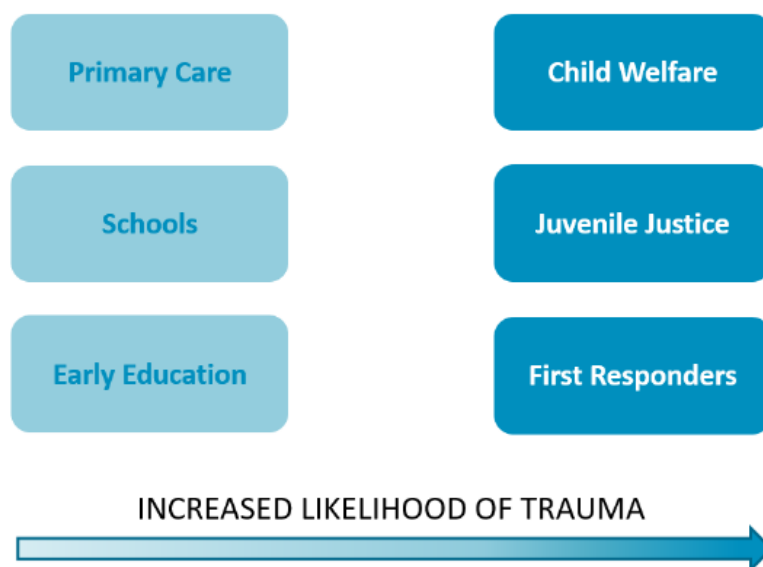 Primary Care
Child Welfare
Schools
Juvenile Justice
Early Education
First Responders
INCREASED LIKELIHOOD OF TRAUMA